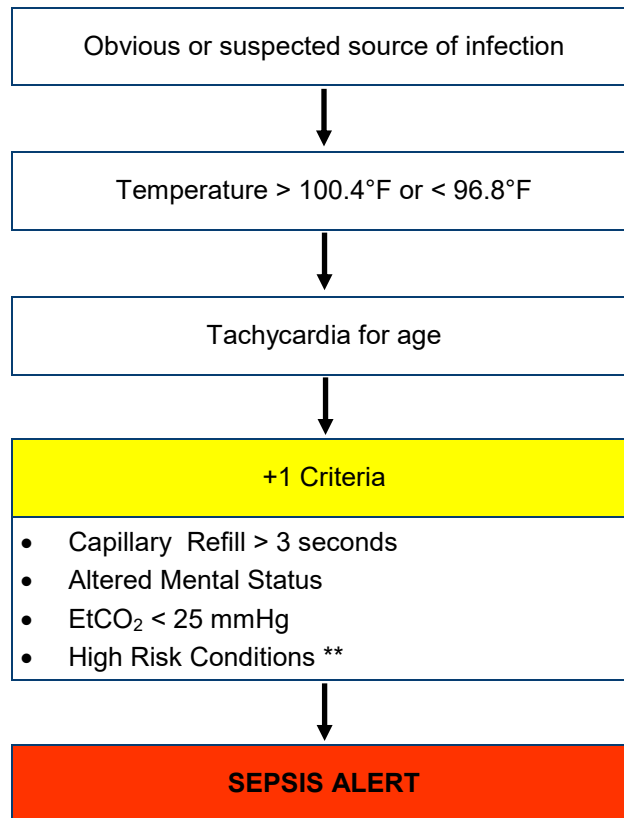 Obvious or suspected source of infection
Temperature > 100.4°F or < 96.8°F
Tachycardia for age
+1 Criteria
• Capillary Refill > 3 seconds
• Altered Mental Status
• EtCO₂ < 25 mmHg
• High Risk Conditions **
SEPSIS ALERT